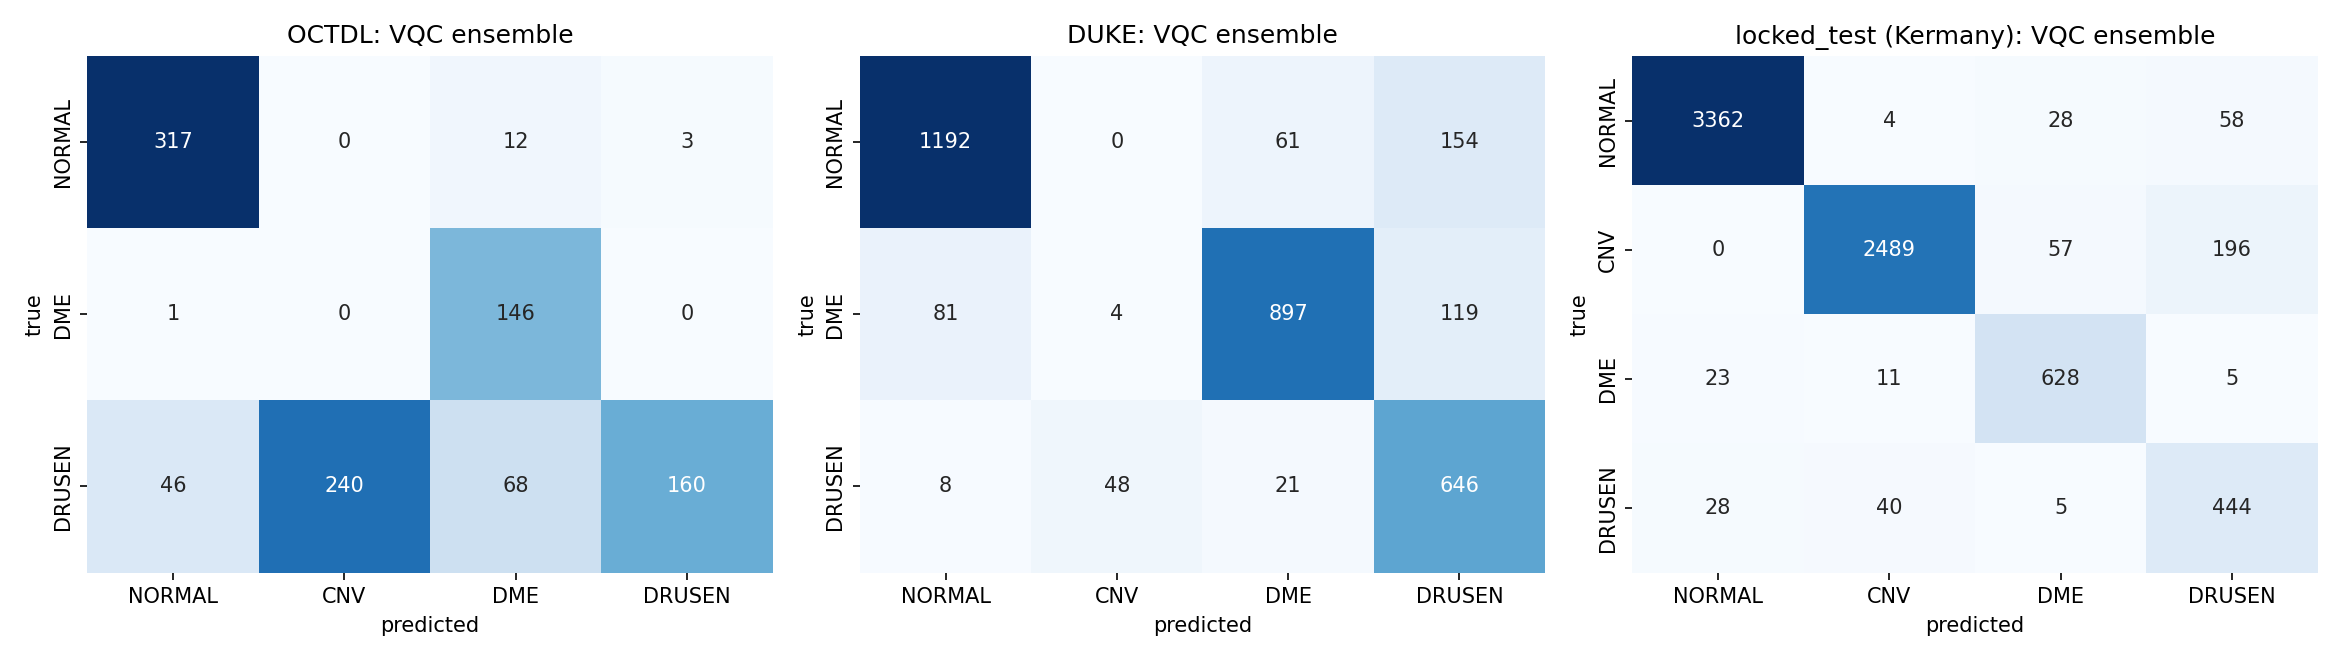 OCTDL: VQC ensemble
NORMAL 317 0 12 3
DME 1 0 146 0
DRUSEN 46 240 68 160
true
NORMAL CNV DME DRUSEN
predicted
DUKE: VQC ensemble
NORMAL 1192 0 61 154
DME 81 4 897 119
DRUSEN 8 48 21 646
true
NORMAL CNV DME DRUSEN
predicted
locked_test (Kermany): VQC ensemble
NORMAL 3362 4 28 58
CNV 0 2489 57 196
DME 23 11 628 5
DRUSEN 28 40 5 444
true
NORMAL CNV DME DRUSEN
predicted